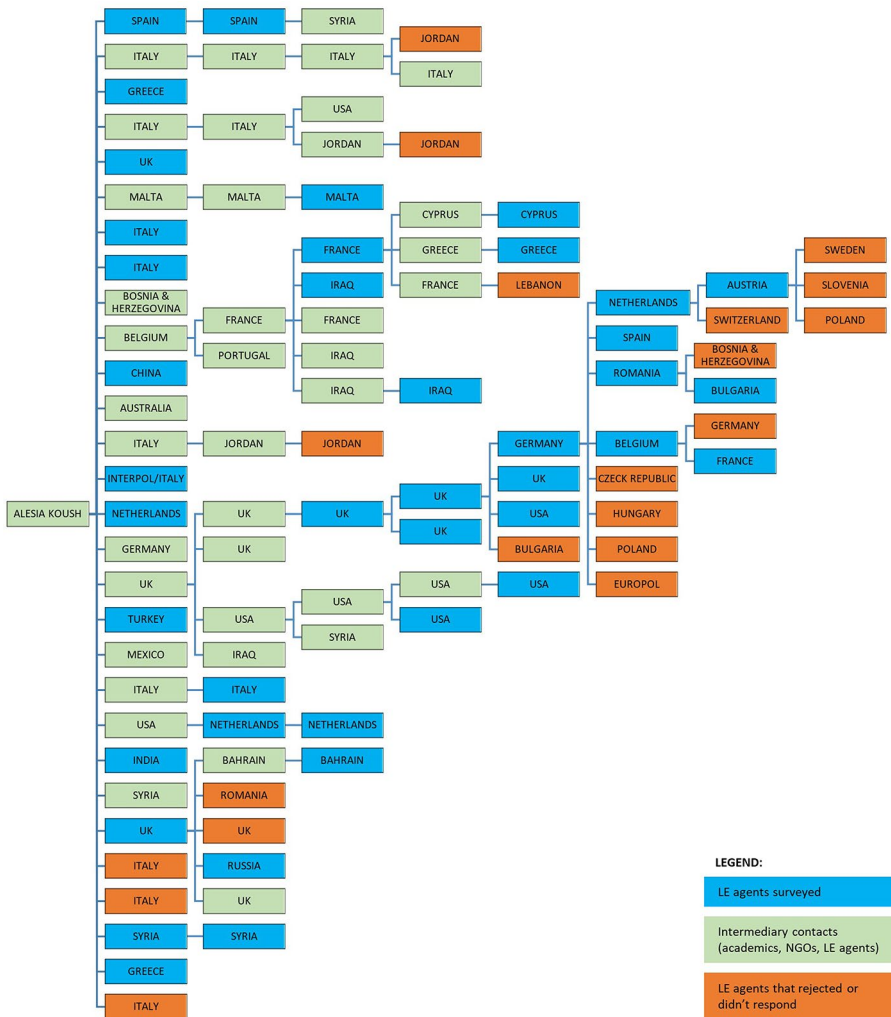 SPAIN SPAIN SYRIA
JORDAN
ITALY ITALY ITALY
ITALY
GREECE
USA
ITALY ITALY
JORDAN JORDAN
UK
MALTA MALTA MALTA
CYPRUS CYPRUS
ITALY
FRANCE GREECE GREECE SWEDEN
ITALY
IRAQ FRANCE LEBANON AUSTRIA SLOVENIA
BOSNIA &
HERZEGOVINA
NETHERLANDS
FRANCE FRANCE SWITZERLAND POLAND
BELGIUM SPAIN
PORTUGAL IRAQ BOSNIA &
HERZEGOVINA
CHINA ROMANIA
IRAQ IRAQ BULGARIA
AUSTRALIA
GERMANY
ITALY JORDAN JORDAN GERMANY BELGIUM
FRANCE
INTERPOL/ITALY UK CZECK REPUBLIC
UK
ALESIA KOUSH NETHERLANDS UK UK USA HUNGARY
UK
GERMANY UK BULGARIA POLAND
UK USA USA EUROPOL
USA
TURKEY USA USA
SYRIA
MEXICO IRAQ
ITALY ITALY
USA NETHERLANDS NETHERLANDS
INDIA BAHRAIN BAHRAIN
SYRIA ROMANIA
UK UK
ITALY RUSSIA
LEGEND:
LE agents surveyed
ITALY UK
Intermediary contacts
(academics, NGOs, LE agents)
SYRIA SYRIA
GREECE
LE agents that rejected or
didn't respond
ITALY